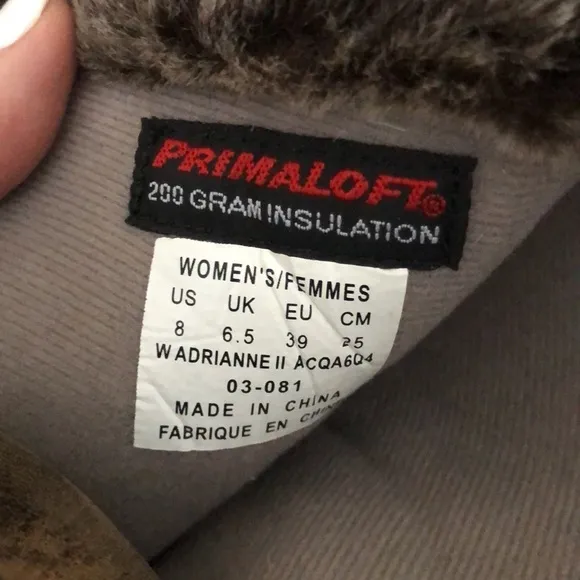 PRIMALOFT®
200 GRAM INSULATION
WOMEN'S/FEMMES
US UK EU CM
8 6.5 39 25
WADRIANNE II ACQA6Q4
03-081
MADE IN CHINA
FABRIQUE EN CHINE